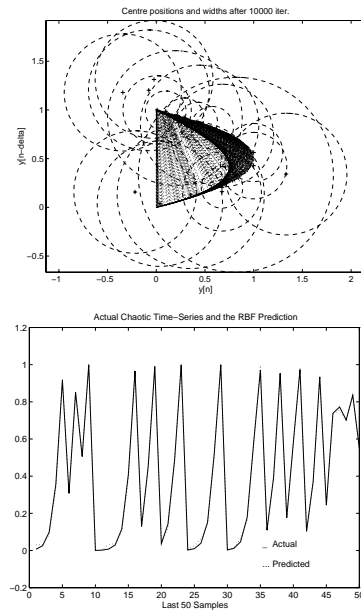 Centre positions and widths after 10000 iter.
1.5
1
0.5
0
−0.5
y[n−delta]
−1 −0.5 0 0.5 1 1.5 2
y[n]
Actual Chaotic Time−Series and the RBF Prediction
1.2
1
0.8
0.6
0.4
0.2
0
−0.2
0 5 10 15 20 25 30 35 40 45 50
Last 50 Samples
_ Actual
... Predicted